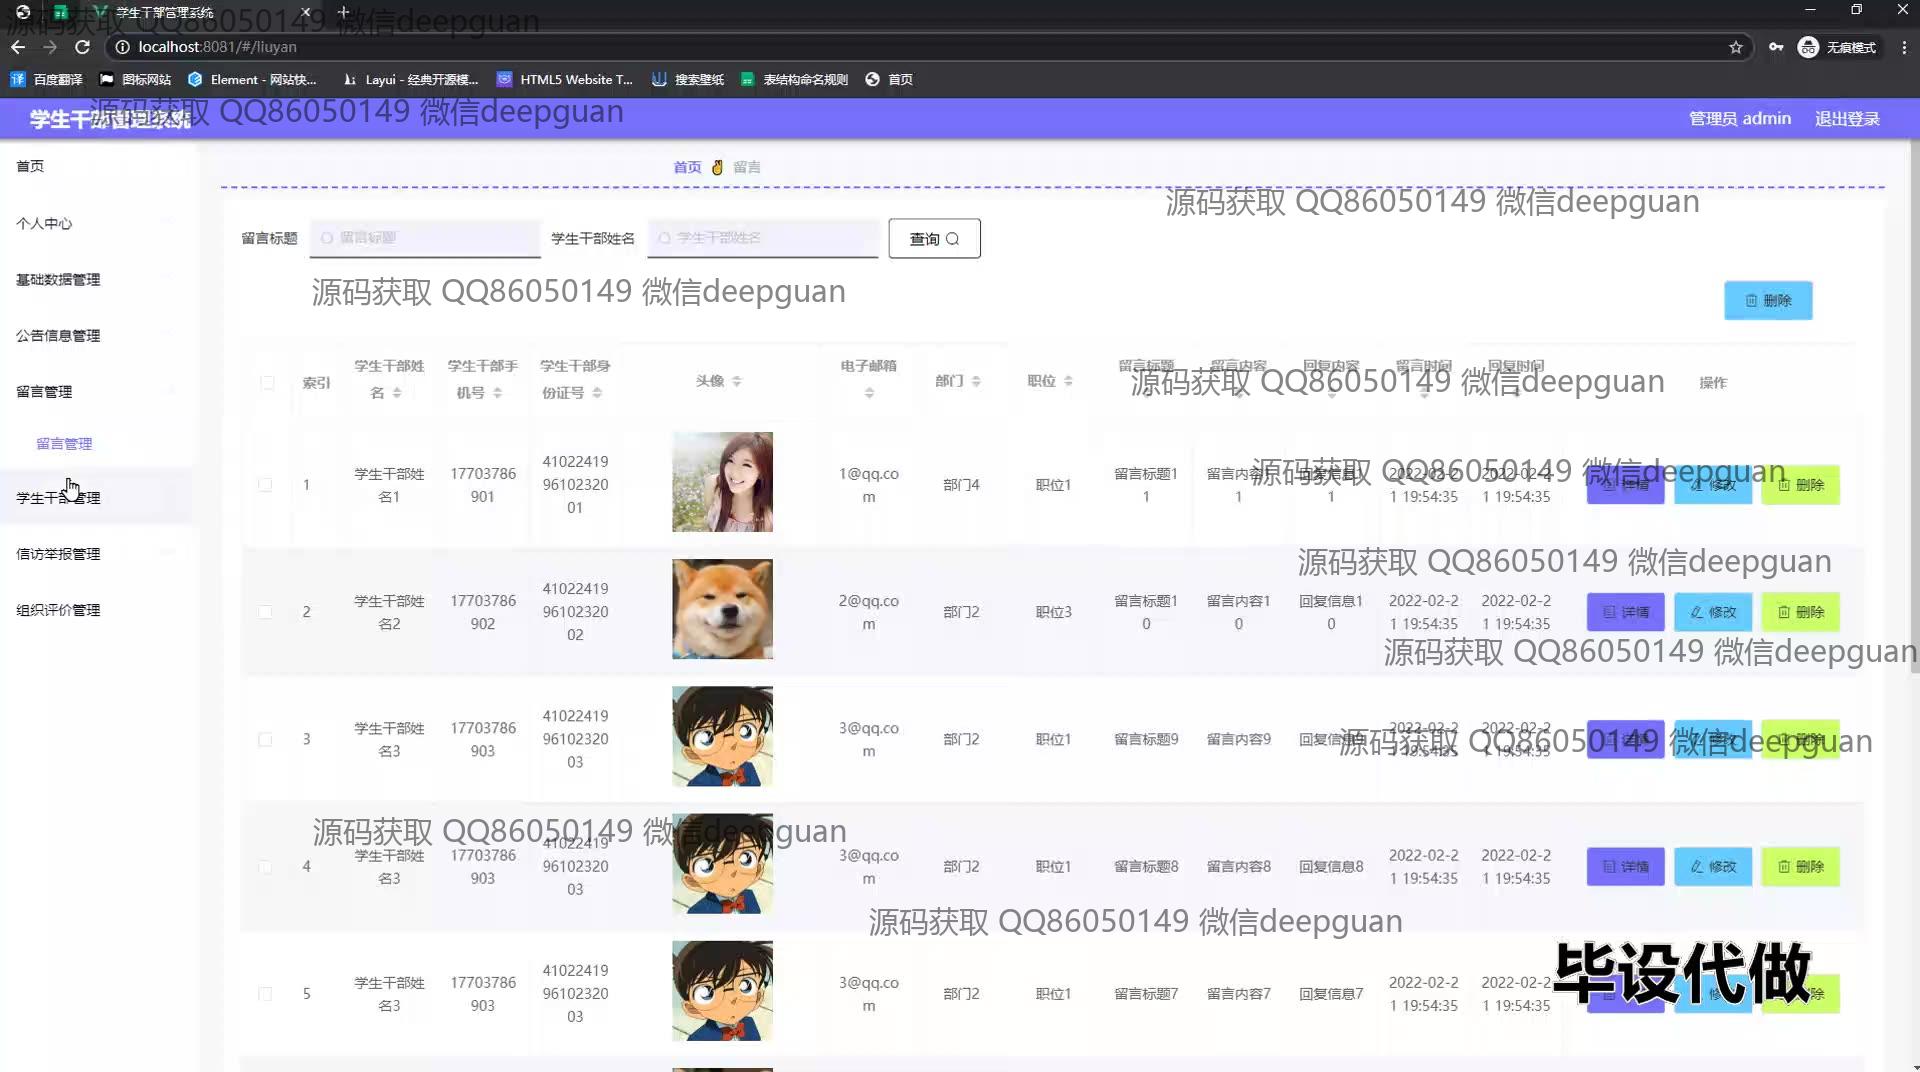 学生干部管理系统
源码获取 QQ86050149 微信deepguan
localhost:8081/#/liuyan
无痕模式
百度翻译 图标网站 Element - 网站快... Layui - 经典开源模... HTML5 Website T... 搜索壁纸 表结构命名规则 首页
学生干部管理系统
源码获取 QQ86050149 微信deepguan
管理员 admin 退出登录
首页
个人中心
基础数据管理
公告信息管理
留言管理
留言管理
学生干部管理
信访举报管理
组织评价管理
首页 留言
源码获取 QQ86050149 微信deepguan
留言标题 留言标题 学生干部姓名 学生干部姓名 查询
源码获取 QQ86050149 微信deepguan
删除
索引 学生干部姓名 学生干部手机号 学生干部身份证号 头像 电子邮箱 部门 职位 留言标题 留言内容 回复内容 留言时间 回复时间 操作
源码获取 QQ86050149 微信deepguan
1 学生干部姓名1 17703786901 410224199610232001 1@qq.com 部门4 职位1 留言标题11 留言内容11 回复信息11 2022-02-21 19:54:35 2022-02-21 19:54:35 详情 修改 删除
源码获取 QQ86050149 微信deepguan
源码获取 QQ86050149 微信deepguan
2 学生干部姓名2 17703786902 410224199610232002 2@qq.com 部门2 职位3 留言标题10 留言内容10 回复信息10 2022-02-21 19:54:35 2022-02-21 19:54:35 详情 修改 删除
源码获取 QQ86050149 微信deepguan
3 学生干部姓名3 17703786903 410224199610232003 3@qq.com 部门2 职位1 留言标题9 留言内容9 回复信息9 2022-02-21 19:54:35 2022-02-21 19:54:35 详情 修改 删除
源码获取 QQ86050149 微信deepguan
源码获取 QQ86050149 微信deepguan
4 学生干部姓名3 17703786903 410224199610232003 3@qq.com 部门2 职位1 留言标题8 留言内容8 回复信息8 2022-02-21 19:54:35 2022-02-21 19:54:35 详情 修改 删除
源码获取 QQ86050149 微信deepguan
5 学生干部姓名3 17703786903 410224199610232003 3@qq.com 部门2 职位1 留言标题7 留言内容7 回复信息7 2022-02-21 19:54:35 2022-02-21 19:54:35
毕设代做